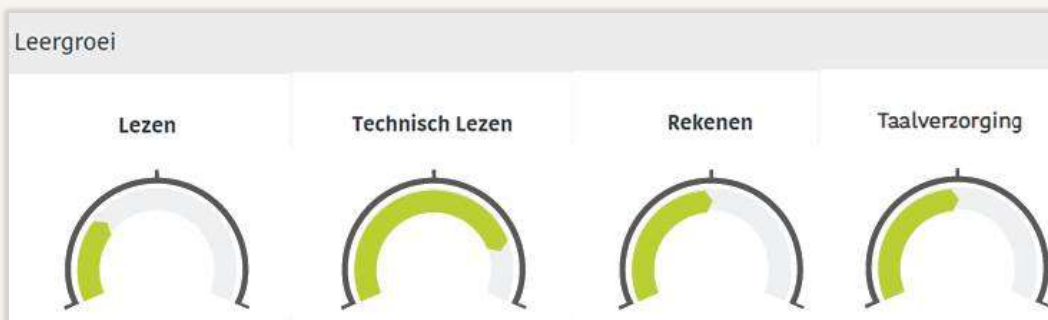 Leergroei
Lezen
Technisch Lezen
Rekenen
Taalverzorging